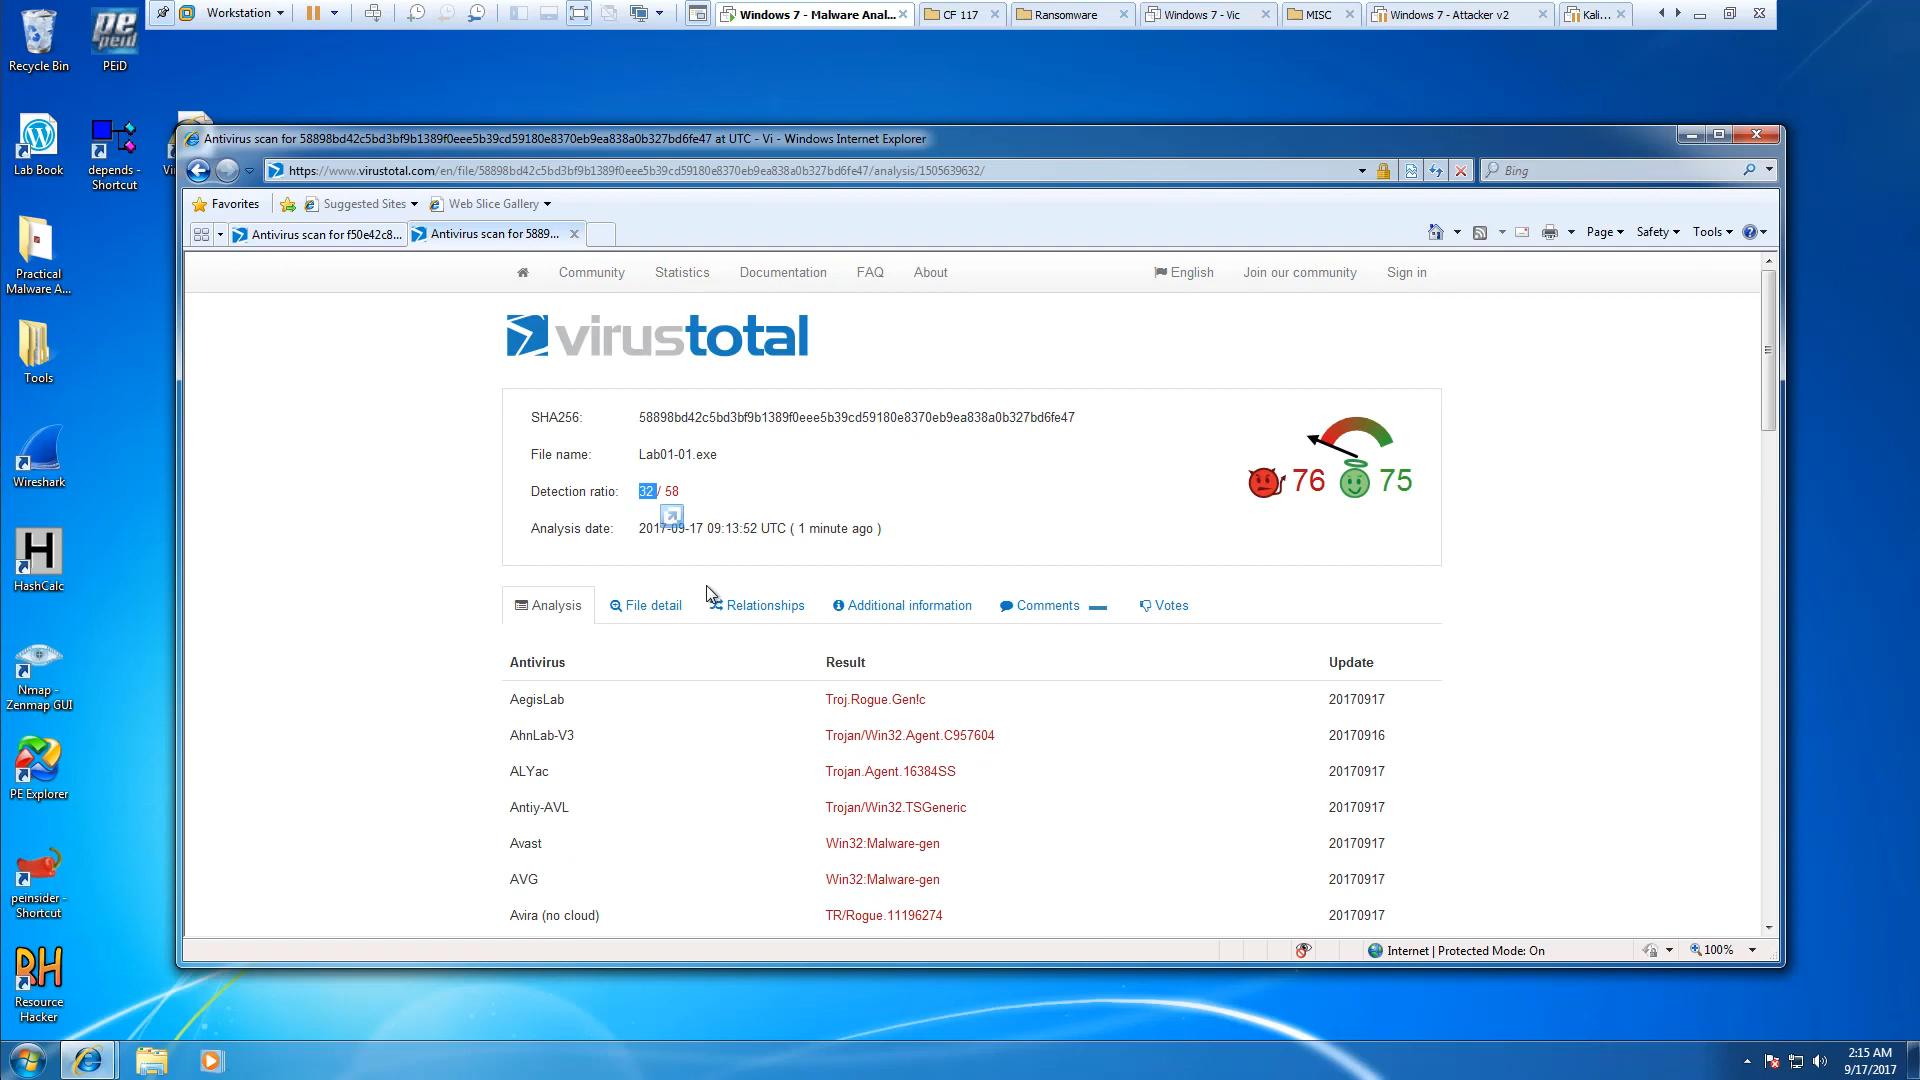 Workstation
Windows 7 - Malware Anal...
CF 117
Ransomware
Windows 7 - Vic
MISC
Windows 7 - Attacker v2
Kali...
Recycle Bin
PEiD
Lab Book
depends -
Shortcut
Practical
Malware A...
Tools
Wireshark
HashCalc
Nmap -
Zenmap GUI
PE Explorer
peinsider -
Shortcut
Resource
Hacker
Antivirus scan for 58898bd42c5bd3bf9b1389f0eee5b39cd59180e8370eb9ea838a0b327bd6fe47 at UTC - Vi - Windows Internet Explorer
https://www.virustotal.com/en/file/58898bd42c5bd3bf9b1389f0eee5b39cd59180e8370eb9ea838a0b327bd6fe47/analysis/1505639632/
Bing
Favorites
Suggested Sites
Web Slice Gallery
Antivirus scan for f50e42c8...
Antivirus scan for 5889...
Page
Safety
Tools
Community
Statistics
Documentation
FAQ
About
English
Join our community
Sign in
virustotal
SHA256: 58898bd42c5bd3bf9b1389f0eee5b39cd59180e8370eb9ea838a0b327bd6fe47
File name: Lab01-01.exe
Detection ratio: 32 / 58
Analysis date: 2017-09-17 09:13:52 UTC ( 1 minute ago )
76
75
Analysis
File detail
Relationships
Additional information
Comments
Votes
Antivirus Result Update
AegisLab Troj.Rogue.Gen!c 20170917
AhnLab-V3 Trojan/Win32.Agent.C957604 20170916
ALYac Trojan.Agent.16384SS 20170917
Antiy-AVL Trojan/Win32.TSGeneric 20170917
Avast Win32:Malware-gen 20170917
AVG Win32:Malware-gen 20170917
Avira (no cloud) TR/Rogue.11196274 20170917
Internet | Protected Mode: On
100%
2:15 AM
9/17/2017